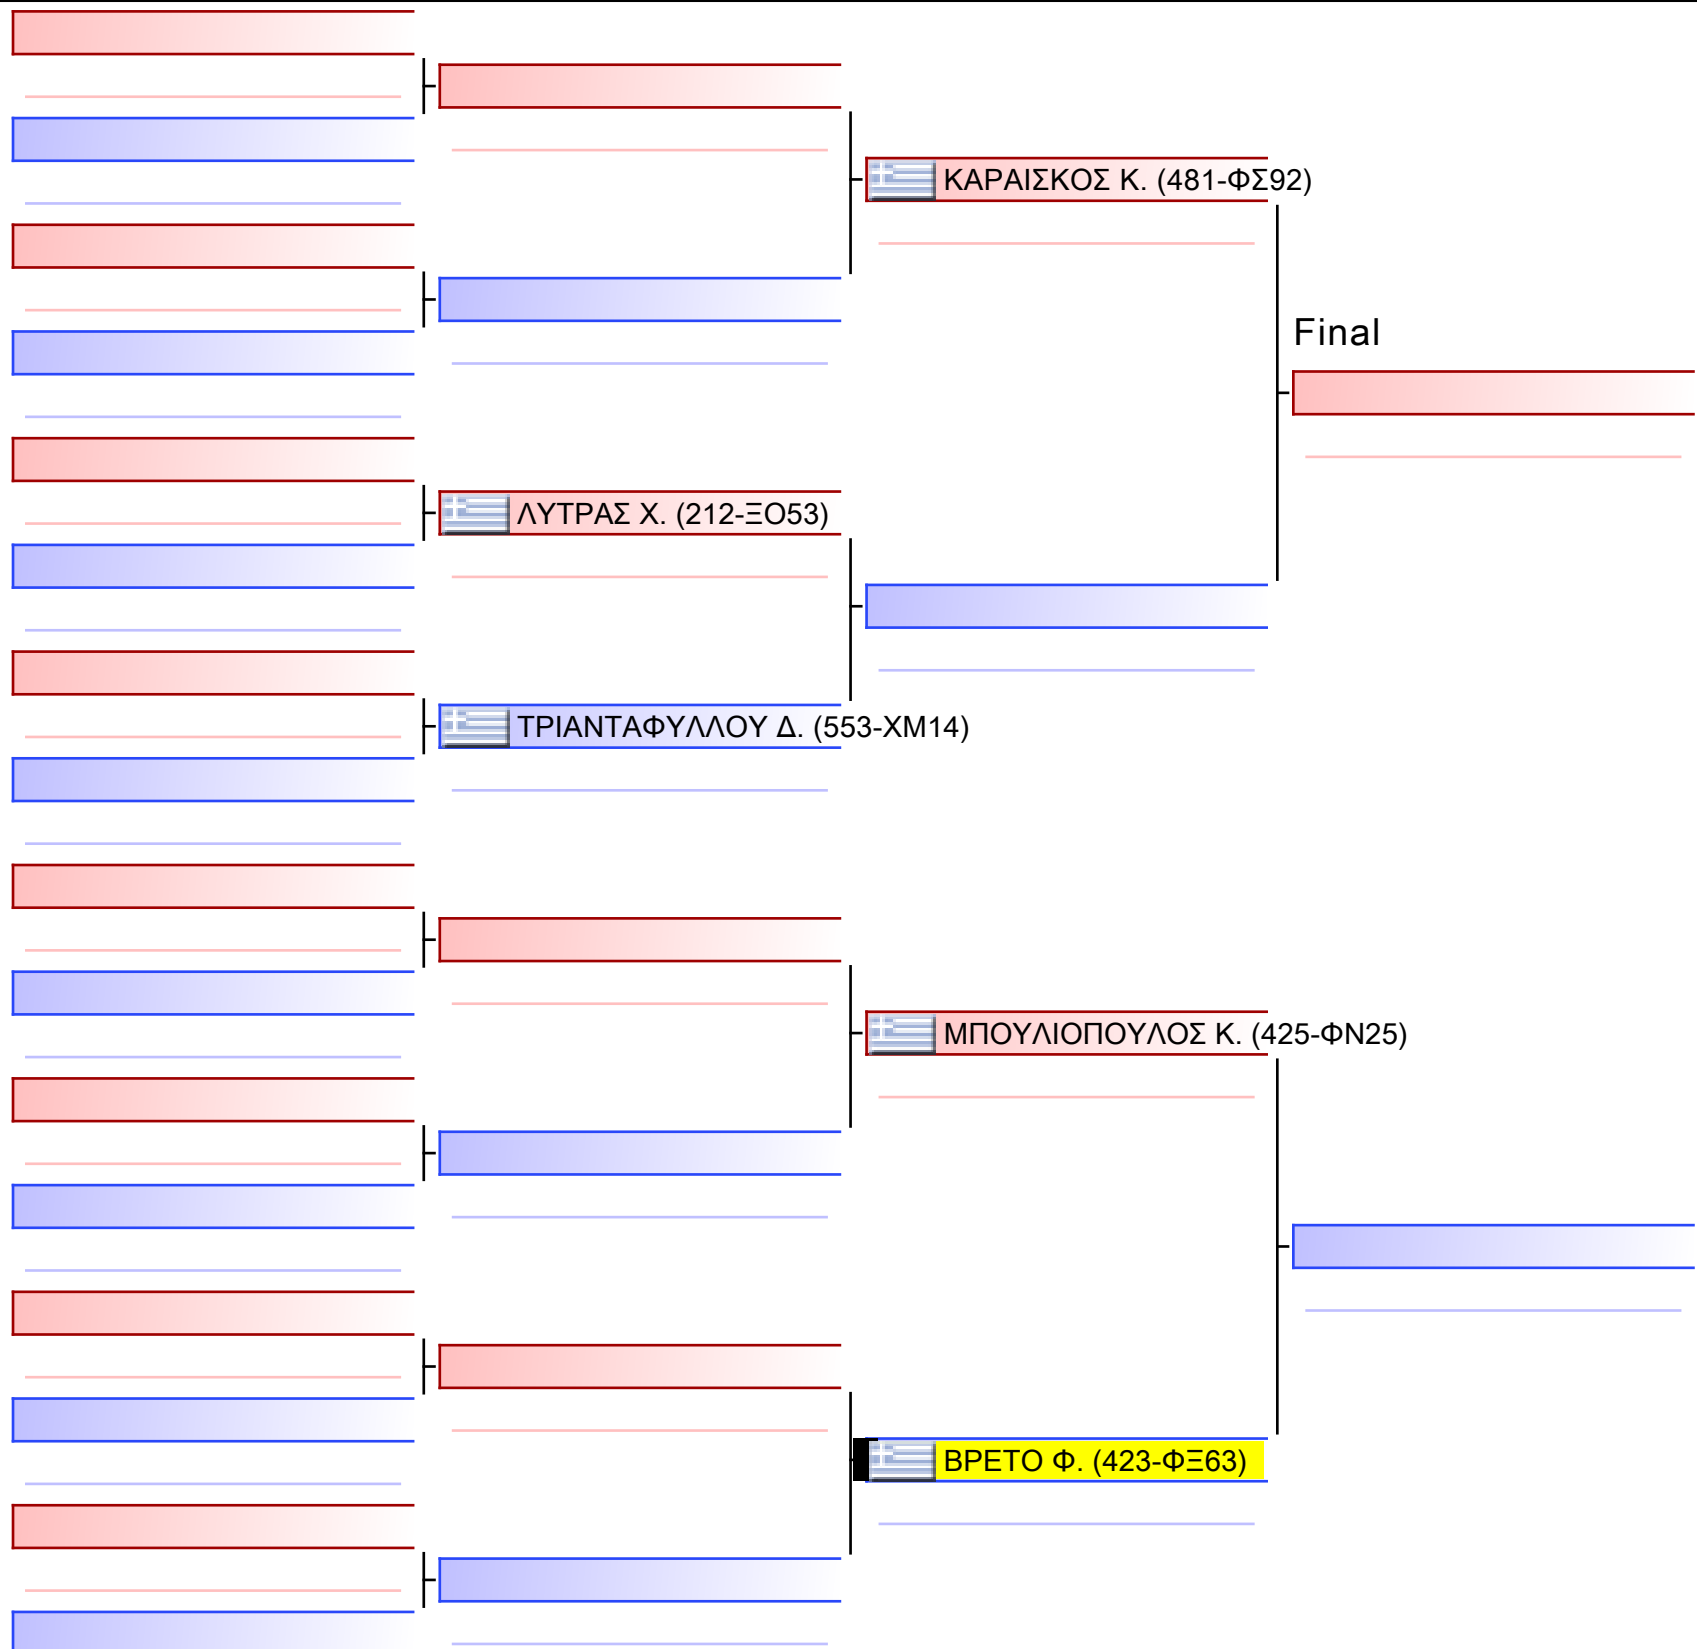 ΚΑΡΑΙΣΚΟΣ Κ. (481-ΦΣ92)
Final
ΛΥΤΡΑΣ Χ. (212-ΞΟ53)
ΤΡΙΑΝΤΑΦΥΛΛΟΥ Δ. (553-ΧΜ14)
ΜΠΟΥΛΙΟΠΟΥΛΟΣ Κ. (425-ΦΝ25)
ΒΡΕΤΟ Φ. (423-ΦΞ63)